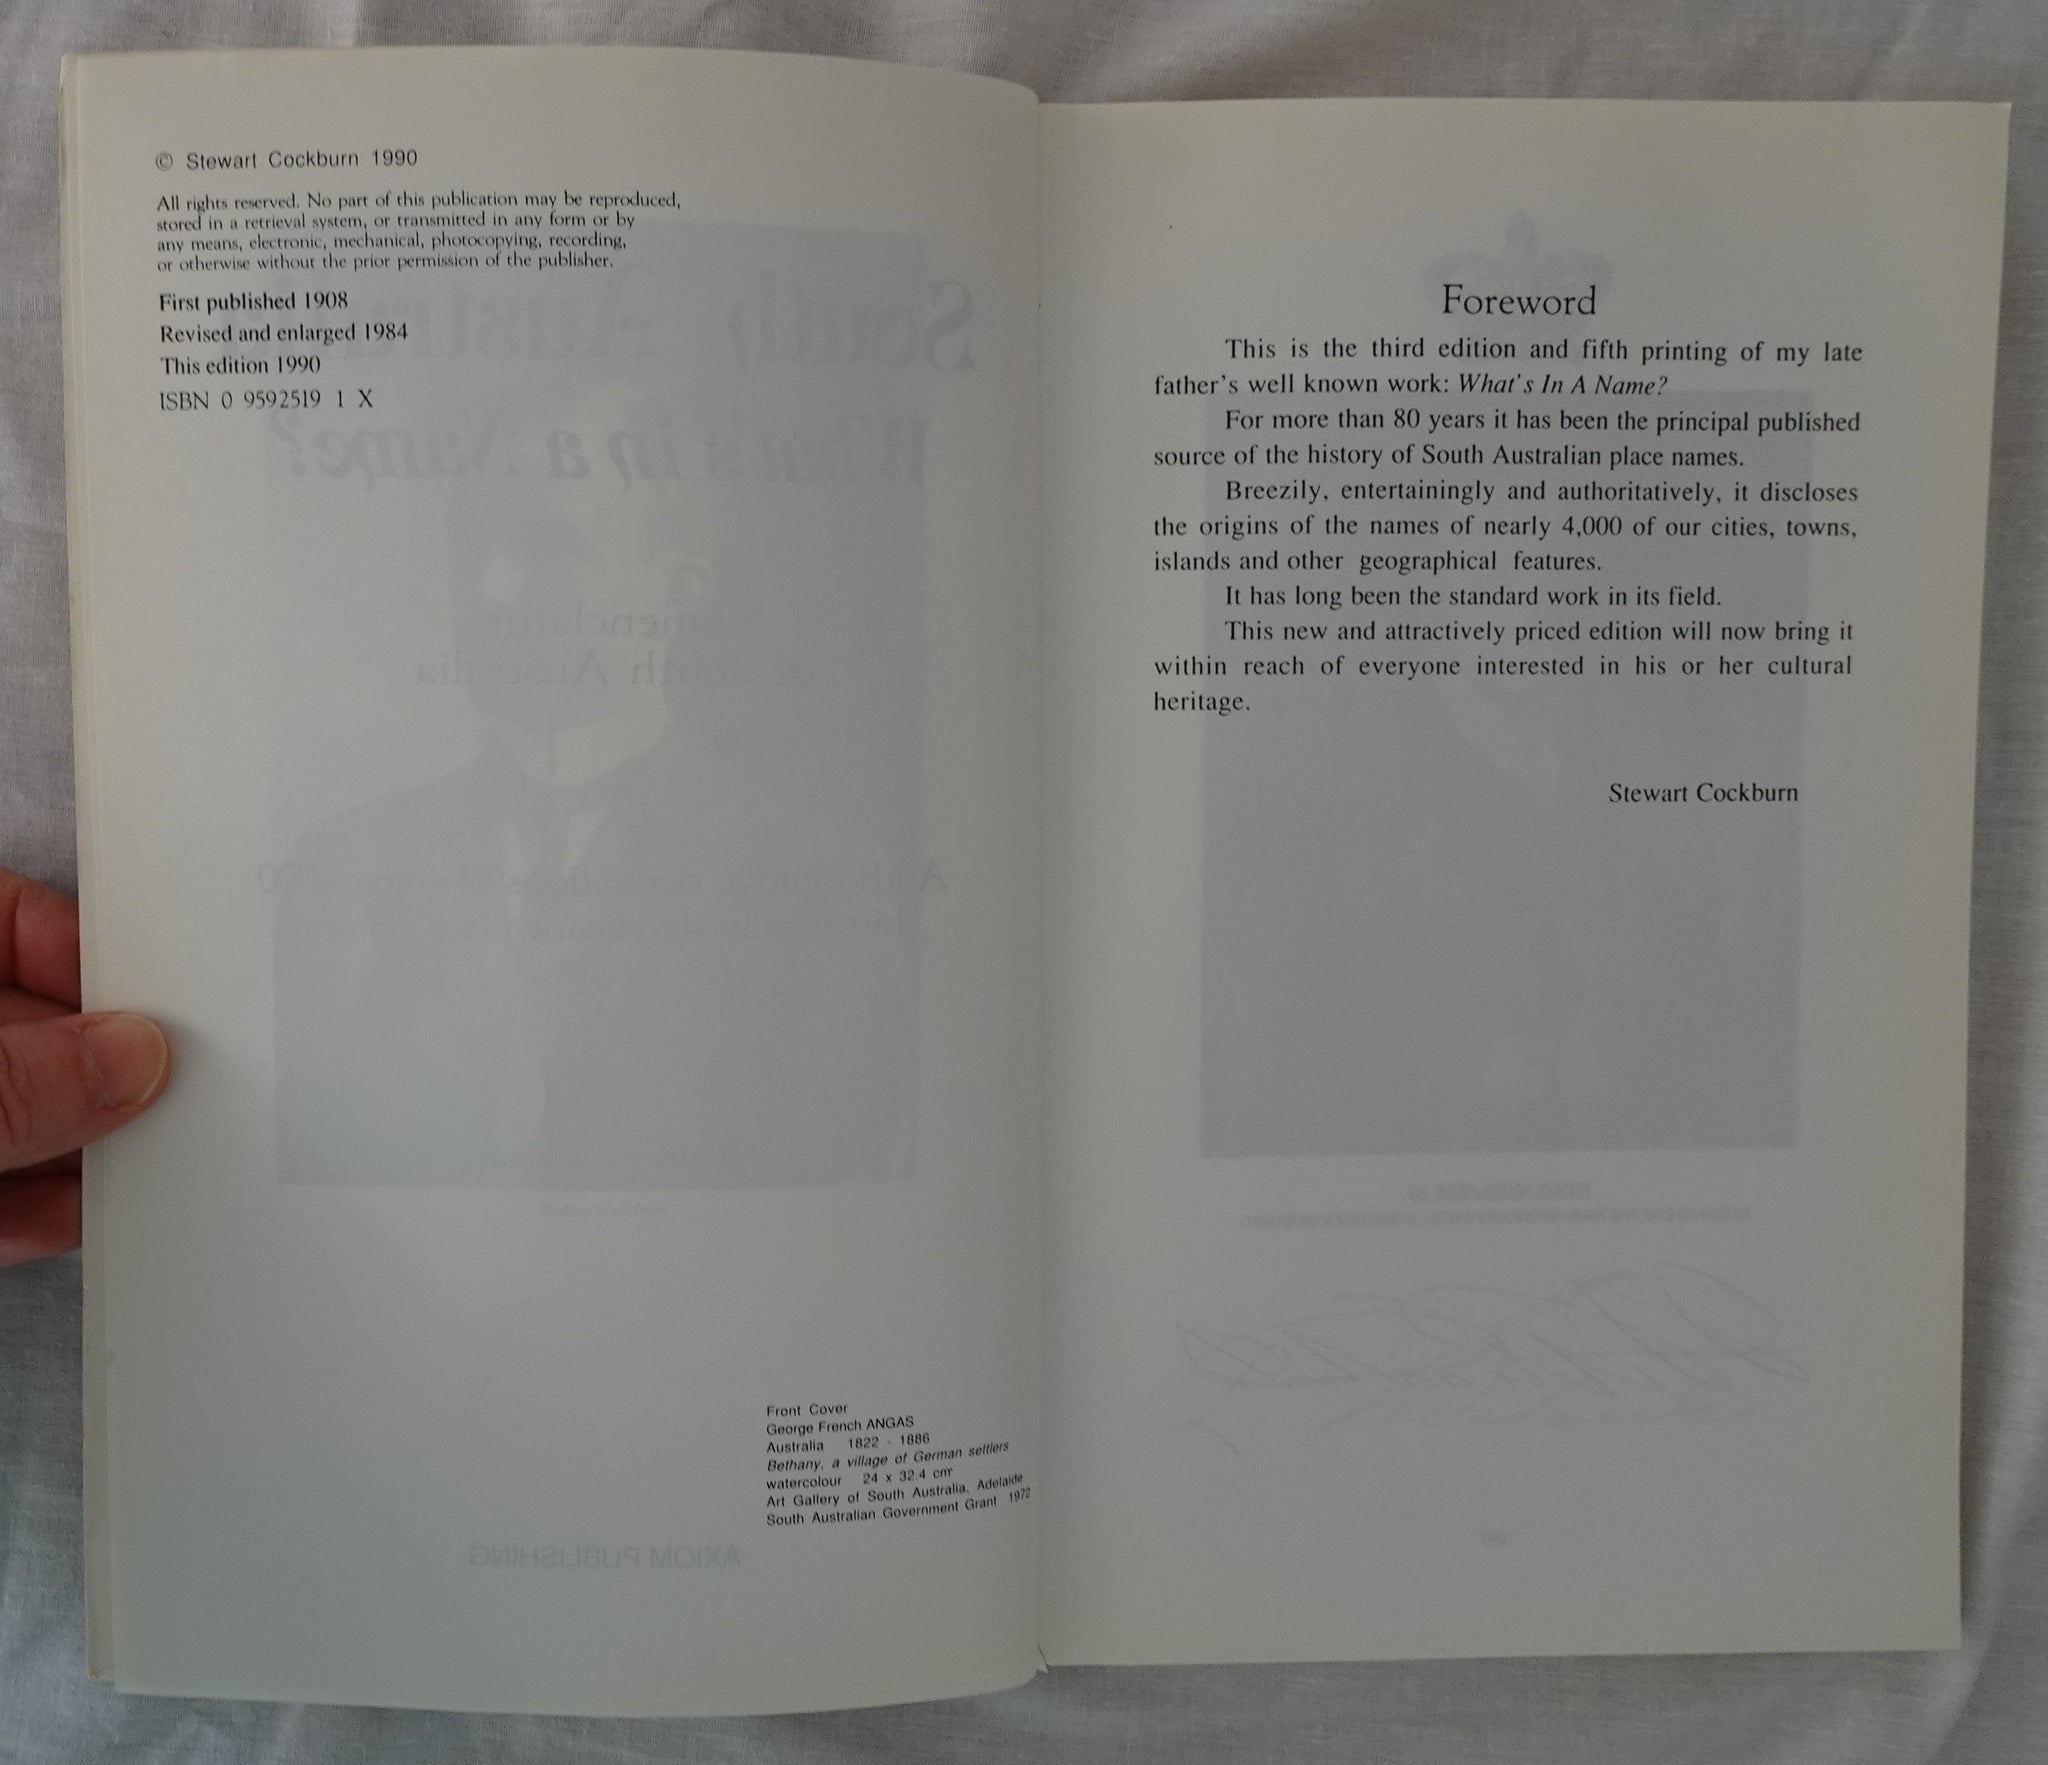 © Stewart Cockburn 1990
All rights reserved. No part of this publication may be reproduced,
stored in a retrieval system, or transmitted in any form or by
any means, electronic, mechanical, photocopying, recording,
or otherwise without the prior permission of the publisher.
First published 1908
Revised and enlarged 1984
This edition 1990
ISBN 0 9592519 1 X
Front Cover
George French ANGAS
Australia 1822 - 1886
Bethany, a village of German settlers
watercolour 24 x 32.4 cm
Art Gallery of South Australia, Adelaide
South Australian Government Grant 1972
AXIOM PUBLISHING
Foreword
This is the third edition and fifth printing of my late
father's well known work: What's In A Name?
For more than 80 years it has been the principal published
source of the history of South Australian place names.
Breezily, entertainingly and authoritatively, it discloses
the origins of the names of nearly 4,000 of our cities, towns,
islands and other geographical features.
It has long been the standard work in its field.
This new and attractively priced edition will now bring it
within reach of everyone interested in his or her cultural
heritage.
Stewart Cockburn